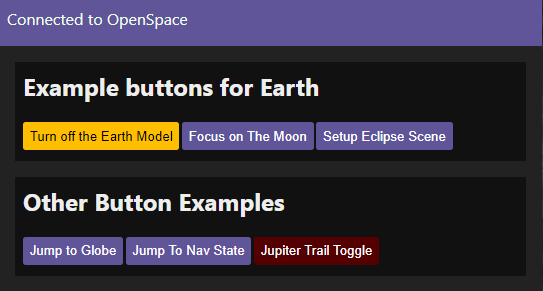 Connected to OpenSpace
Example buttons for Earth
Turn off the Earth Model Focus on The Moon Setup Eclipse Scene
Other Button Examples
Jump to Globe Jump To Nav State Jupiter Trail Toggle